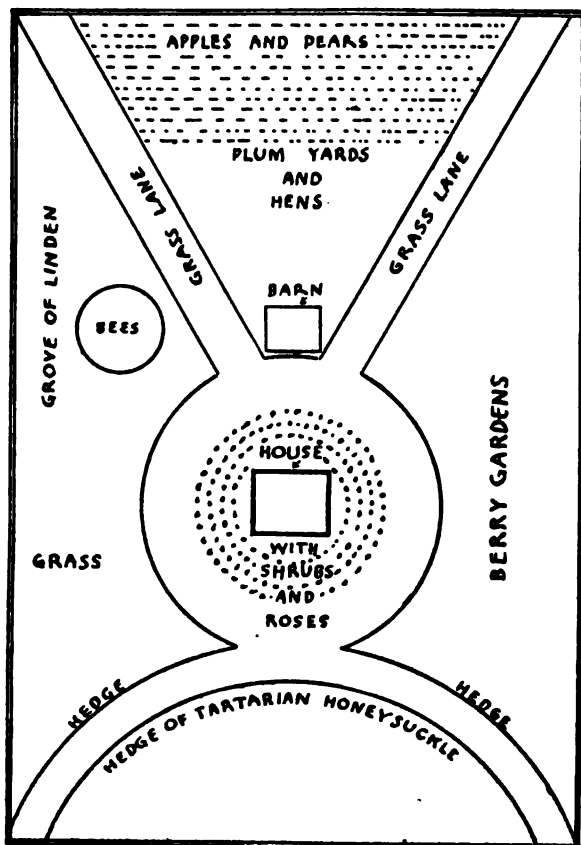 APPLES AND PEARS
PLUM YARDS
AND
HENS
GRASS LANE
GRASS LANE
GROVE OF LINDEN
BARN
BEES
HOUSE
BERRY GARDENS
WITH
SHRUBS
AND
ROSES
GRASS
HEDGE
HEDGE
HEDGE OF TARTARIAN HONEYSUCKLE